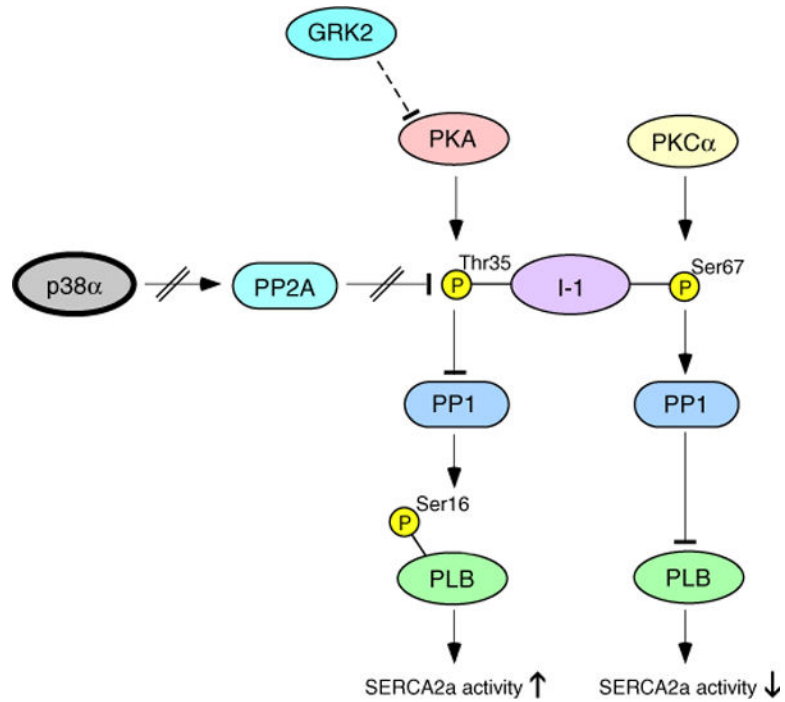 GRK2
PKA
PKCα
Thr35
Ser67
p38α
PP2A
P
I-1
P
PP1
PP1
Ser16
P
PLB
PLB
SERCA2a activity ↑
SERCA2a activity ↓